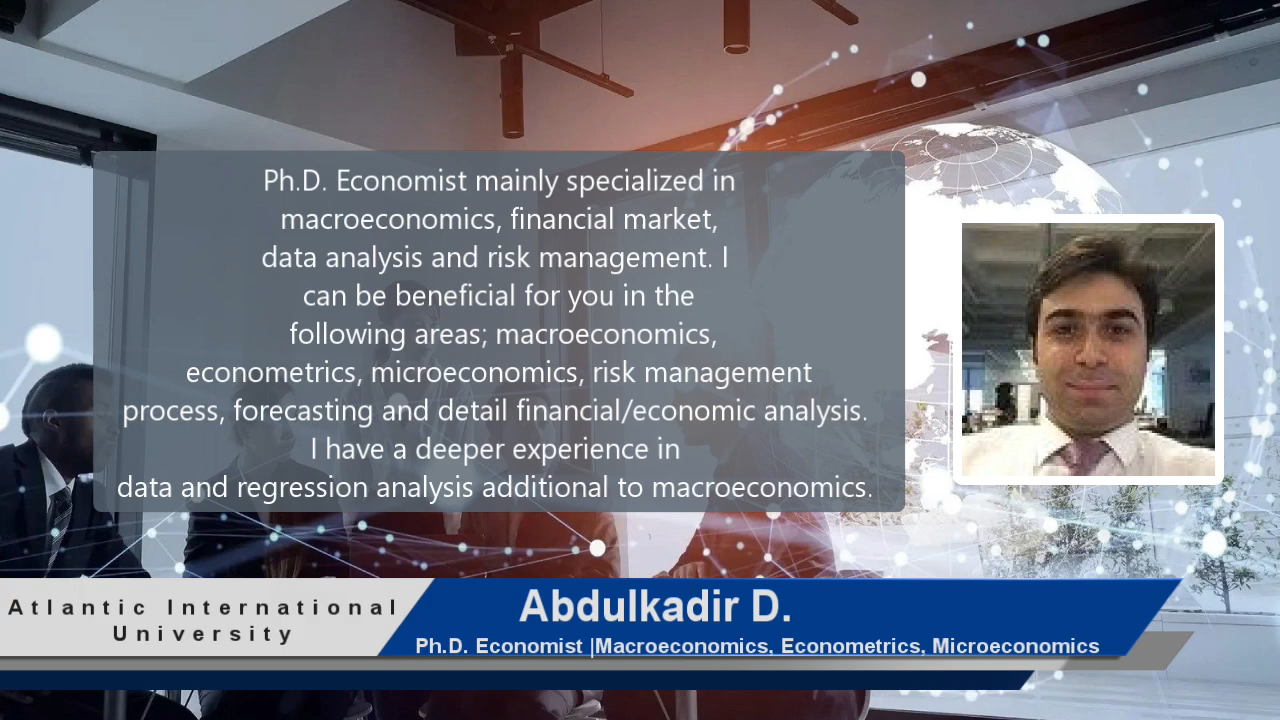 Ph.D. Economist mainly specialized in
macroeconomics, financial market,
data analysis and risk management. I
can be beneficial for you in the
following areas; macroeconomics,
econometrics, microeconomics, risk management
process, forecasting and detail financial/economic analysis.
I have a deeper experience in
data and regression analysis additional to macroeconomics.
Atlantic International
University
Abdulkadir D.
Ph.D. Economist |Macroeconomics, Econometrics, Microeconomics